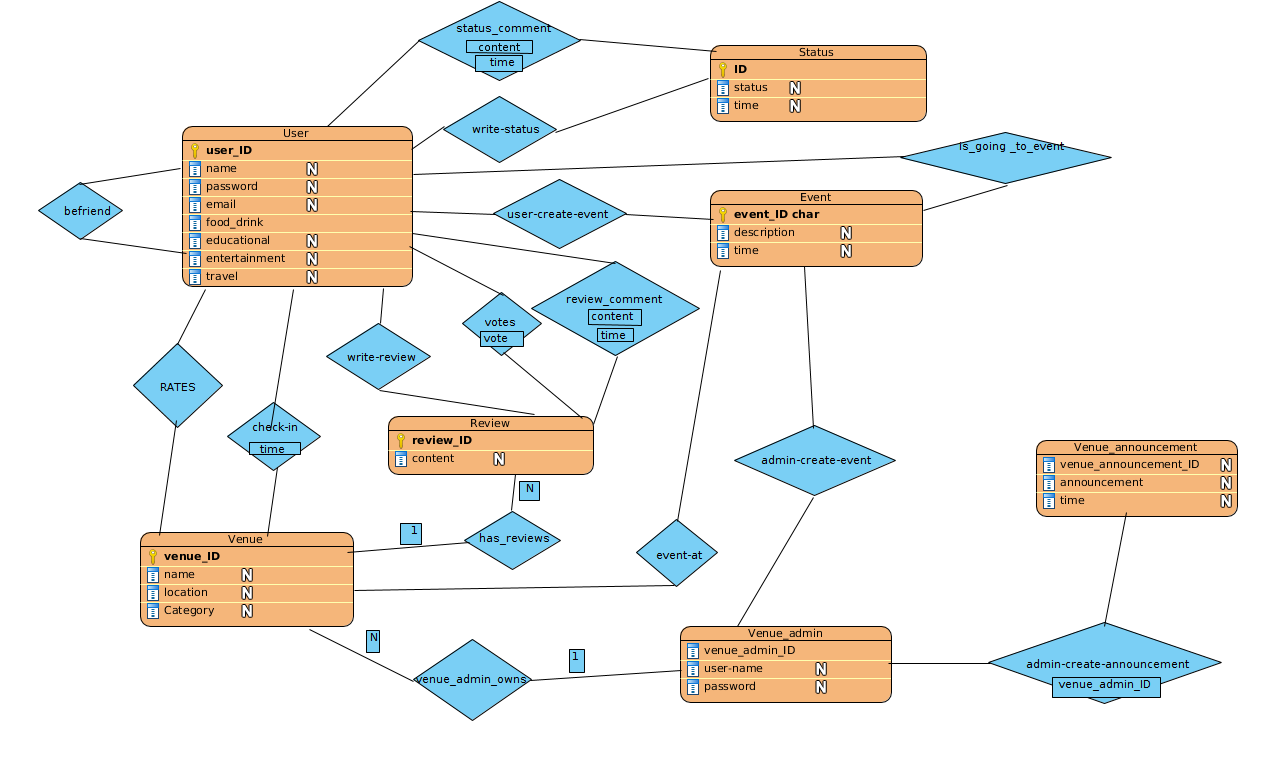 status_comment
content
time
Status
ID
status N
time N
write-status
User
user_ID
name N
password N
email N
food_drink
educational N
entertainment N
travel N
is_going _to_event
befriend
user-create-event
Event
event_ID char
description N
time N
review_comment
content
time
votes
vote
write-review
RATES
check-in
time
Review
review_ID
content N
admin-create-event
Venue_announcement
venue_announcement_ID N
announcement N
time N
N
1
has_reviews
Venue
venue_ID
name N
location N
Category N
event-at
N
venue_admin_owns
1
Venue_admin
venue_admin_ID
user-name N
password N
admin-create-announcement
venue_admin_ID